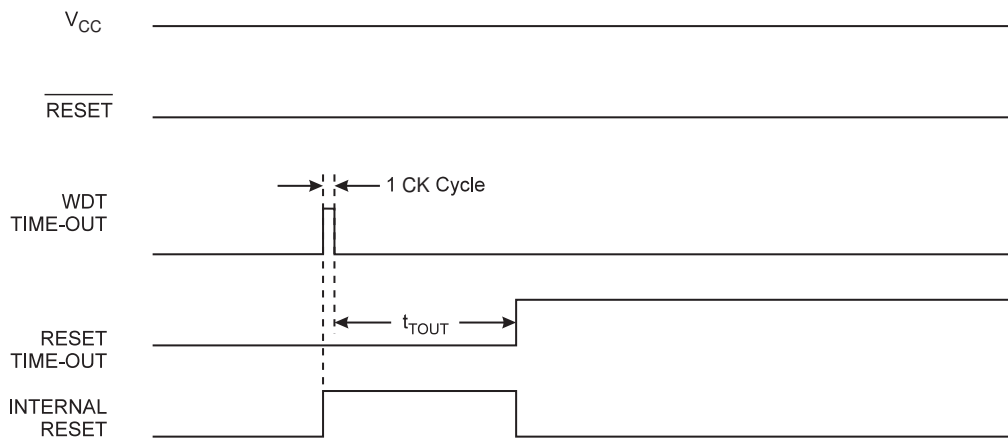 VCC
RESET
1 CK Cycle
WDT
TIME-OUT
tTOUT
RESET
TIME-OUT
INTERNAL
RESET